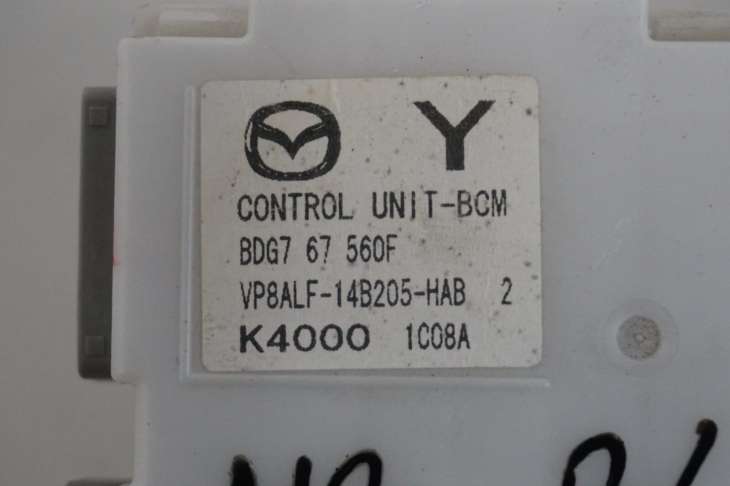 Y
CONTROL UNIT-BCM
BDG7 67 560F
VP8ALF-14B205-HAB 2
K4000 1C08A